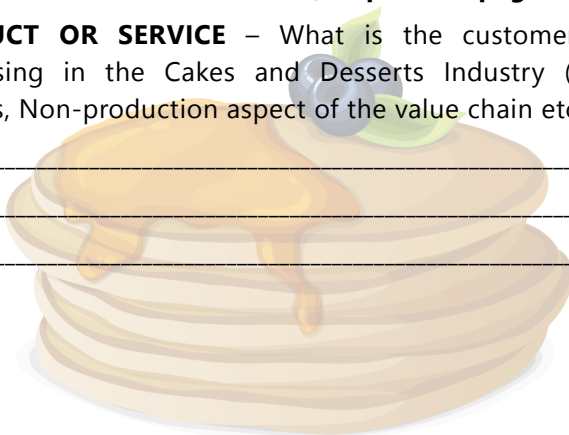 UCT OR SERVICE – What is the customer
sing in the Cakes and Desserts Industry (
s, Non-production aspect of the value chain etc